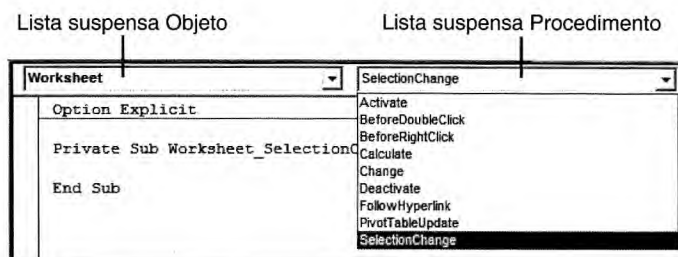 Lista suspensa Objeto
Lista suspensa Procedimento
Worksheet
SelectionChange
Option Explicit
Private Sub Worksheet_Selection
End Sub
Activate
BeforeDoubleClick
BeforeRightClick
Calculate
Change
Deactivate
FollowHyperlink
PivotTableUpdate
SelectionChange